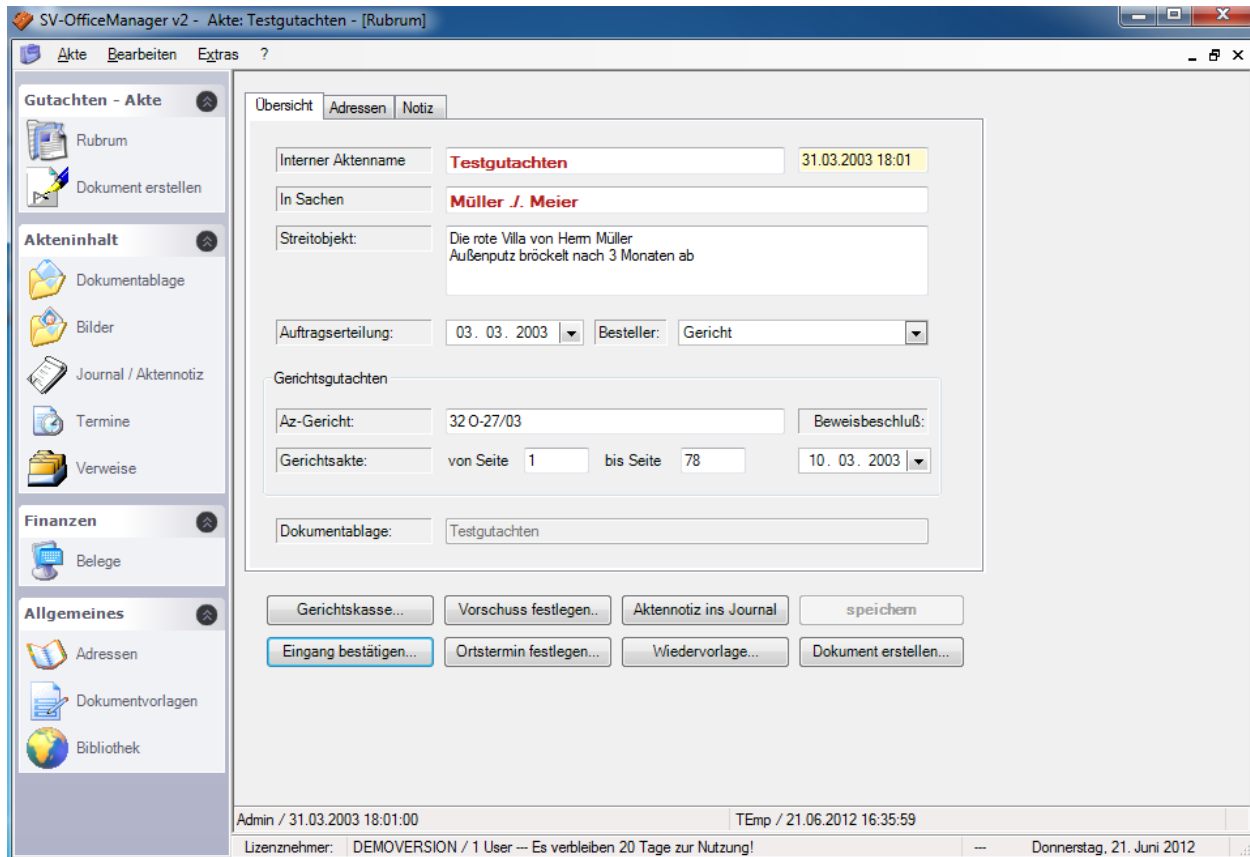 SV-OfficeManager v2 - Akte: Testgutachten - [Rubrum]
Akte Bearbeiten Extras ?
Gutachten - Akte
Rubrum
Dokument erstellen
Akteninhalt
Dokumentablage
Bilder
Journal / Aktennotiz
Termine
Verweise
Finanzen
Belege
Allgemeines
Adressen
Dokumentvorlagen
Bibliothek
Übersicht Adressen Notiz
Interner Aktenname Testgutachten 31.03.2003 18:01
In Sachen Müller ./. Meier
Streitobjekt: Die rote Villa von Herrn Müller
Außenputz bröckelt nach 3 Monaten ab
Auftragserteilung: 03. 03. 2003 Besteller: Gericht
Gerichtsgutachten
Az-Gericht: 32 O-27/03 Beweisbeschluß:
Gerichtsakte: von Seite 1 bis Seite 78 10. 03. 2003
Dokumentablage: Testgutachten
Gerichtskasse... Vorschuss festlegen.. Aktennotiz ins Journal speichern
Eingang bestätigen... Ortstermin festlegen... Wiedervorlage... Dokument erstellen...
Admin / 31.03.2003 18:01:00 TEmp / 21.06.2012 16:35:59
Lizenznehmer: DEMOVERSION / 1 User --- Es verbleiben 20 Tage zur Nutzung! --- Donnerstag, 21. Juni 2012